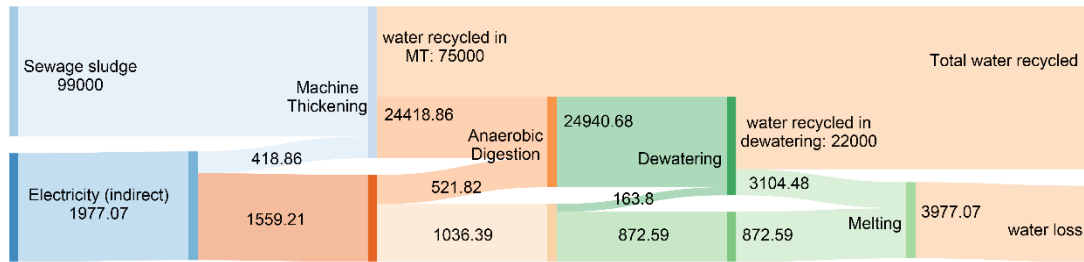 Sewage sludge
99000
Electricity (indirect)
1977.07
418.86
1559.21
Machine
Thickening
water recycled in
MT: 75000
24418.86
521.82
1036.39
Anaerobic
Digestion
24940.68
163.8
872.59
Dewatering
water recycled in
dewatering: 22000
3104.48
872.59
Melting
Total water recycled
3977.07
water loss